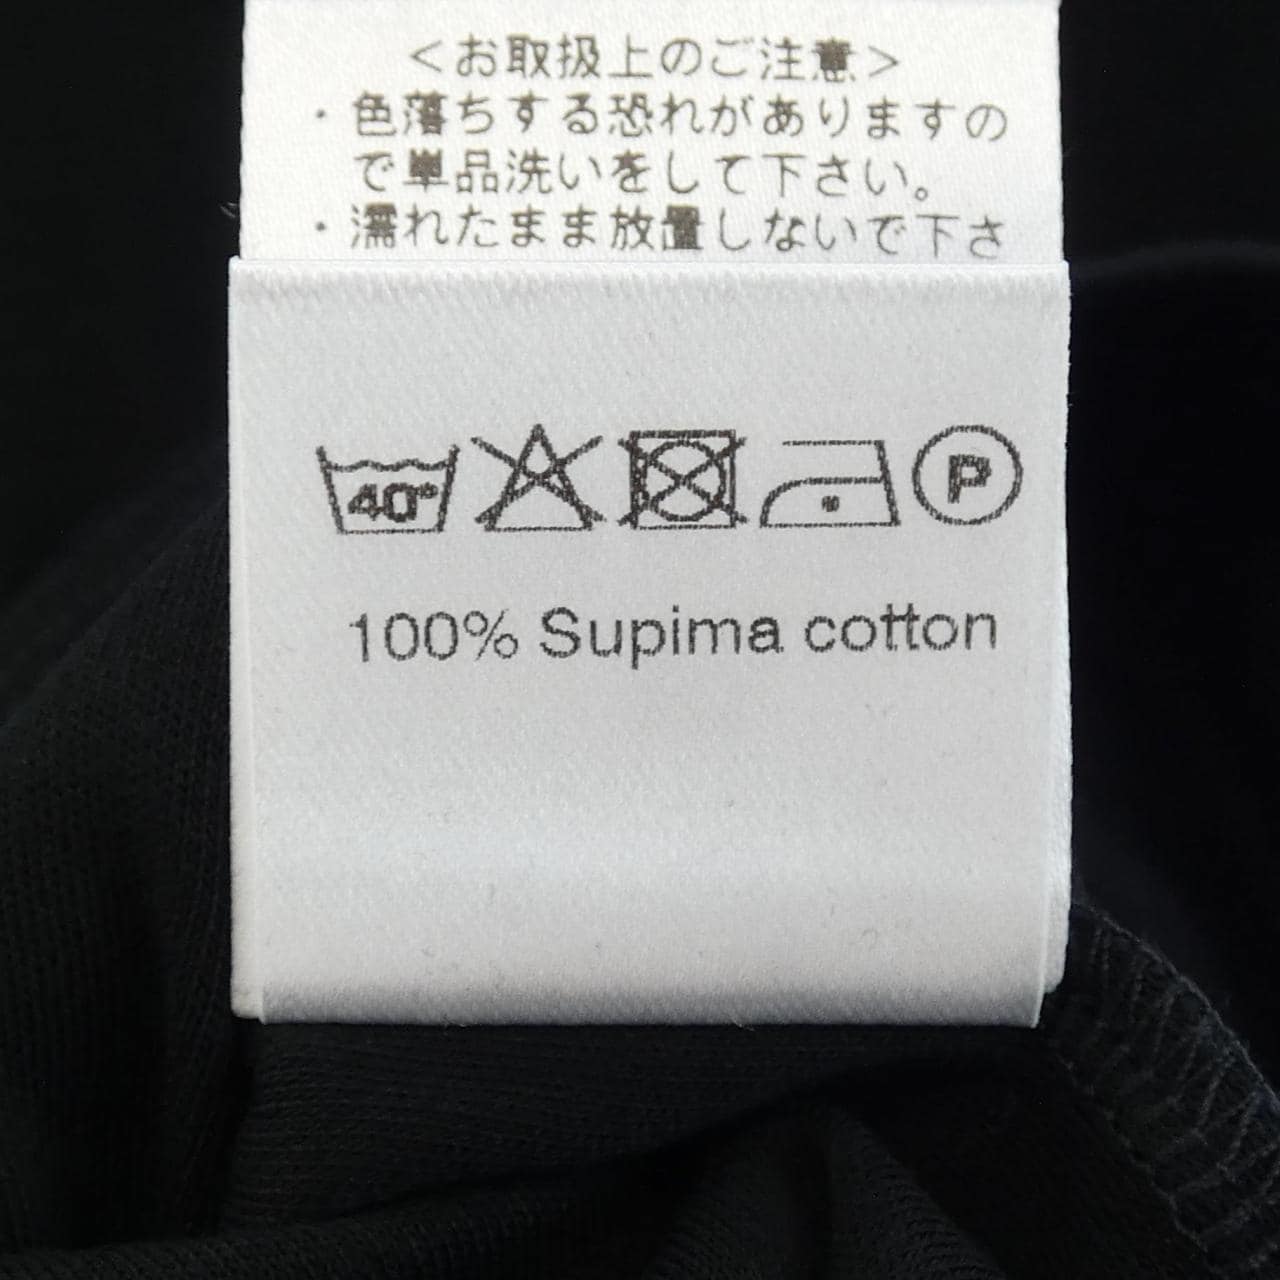 ＜お取扱上のご注意＞
・色落ちする恐れがありますの
で単品洗いをして下さい。
・濡れたまま放置しないで下さ
40°
P
100% Supima cotton